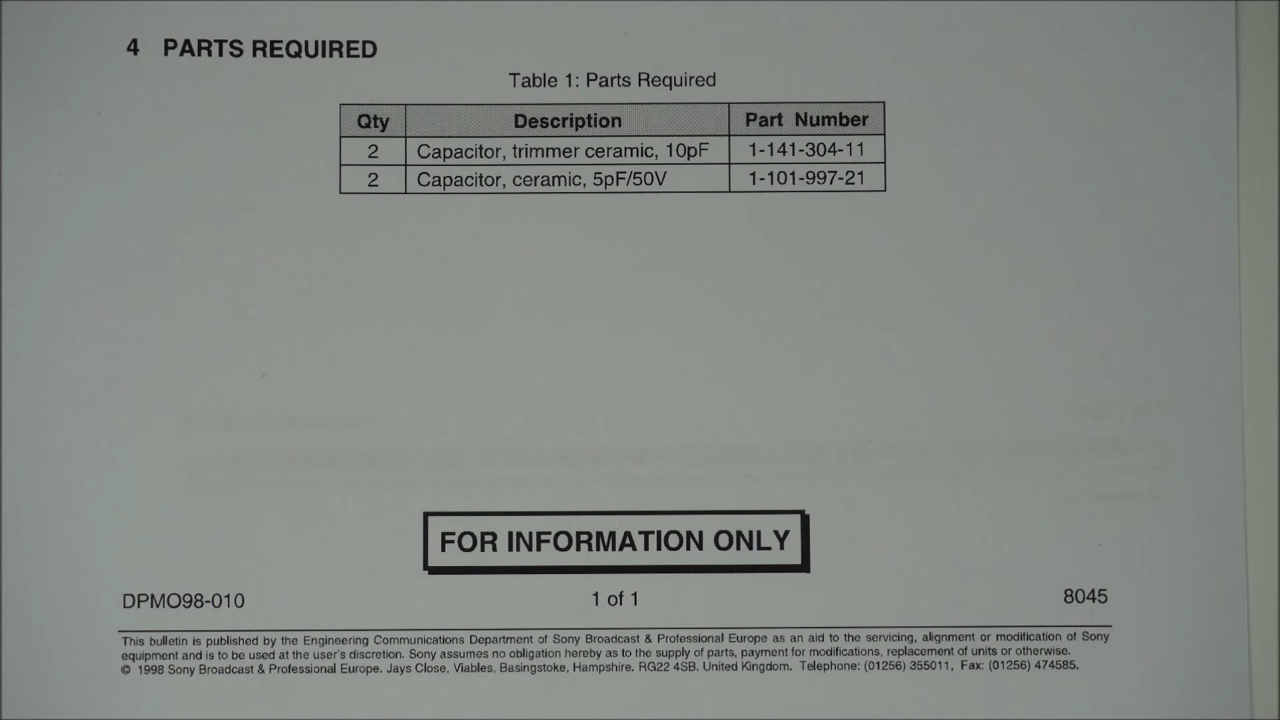 4 PARTS REQUIRED
Table 1: Parts Required
Qty Description Part Number
2 Capacitor, trimmer ceramic, 10pF 1-141-304-11
2 Capacitor, ceramic, 5pF/50V 1-101-997-21
FOR INFORMATION ONLY
DPMO98-010 1 of 1 8045
This bulletin is published by the Engineering Communications Department of Sony Broadcast & Professional Europe as an aid to the servicing, alignment or modification of Sony
equipment and is to be used at the user's discretion. Sony assumes no obligation hereby as to the supply of parts, payment for modifications, replacement of units or otherwise.
© 1998 Sony Broadcast & Professional Europe. Jays Close, Viables, Basingstoke, Hampshire. RG22 4SB. United Kingdom. Telephone: (01256) 355011, Fax: (01256) 474585.